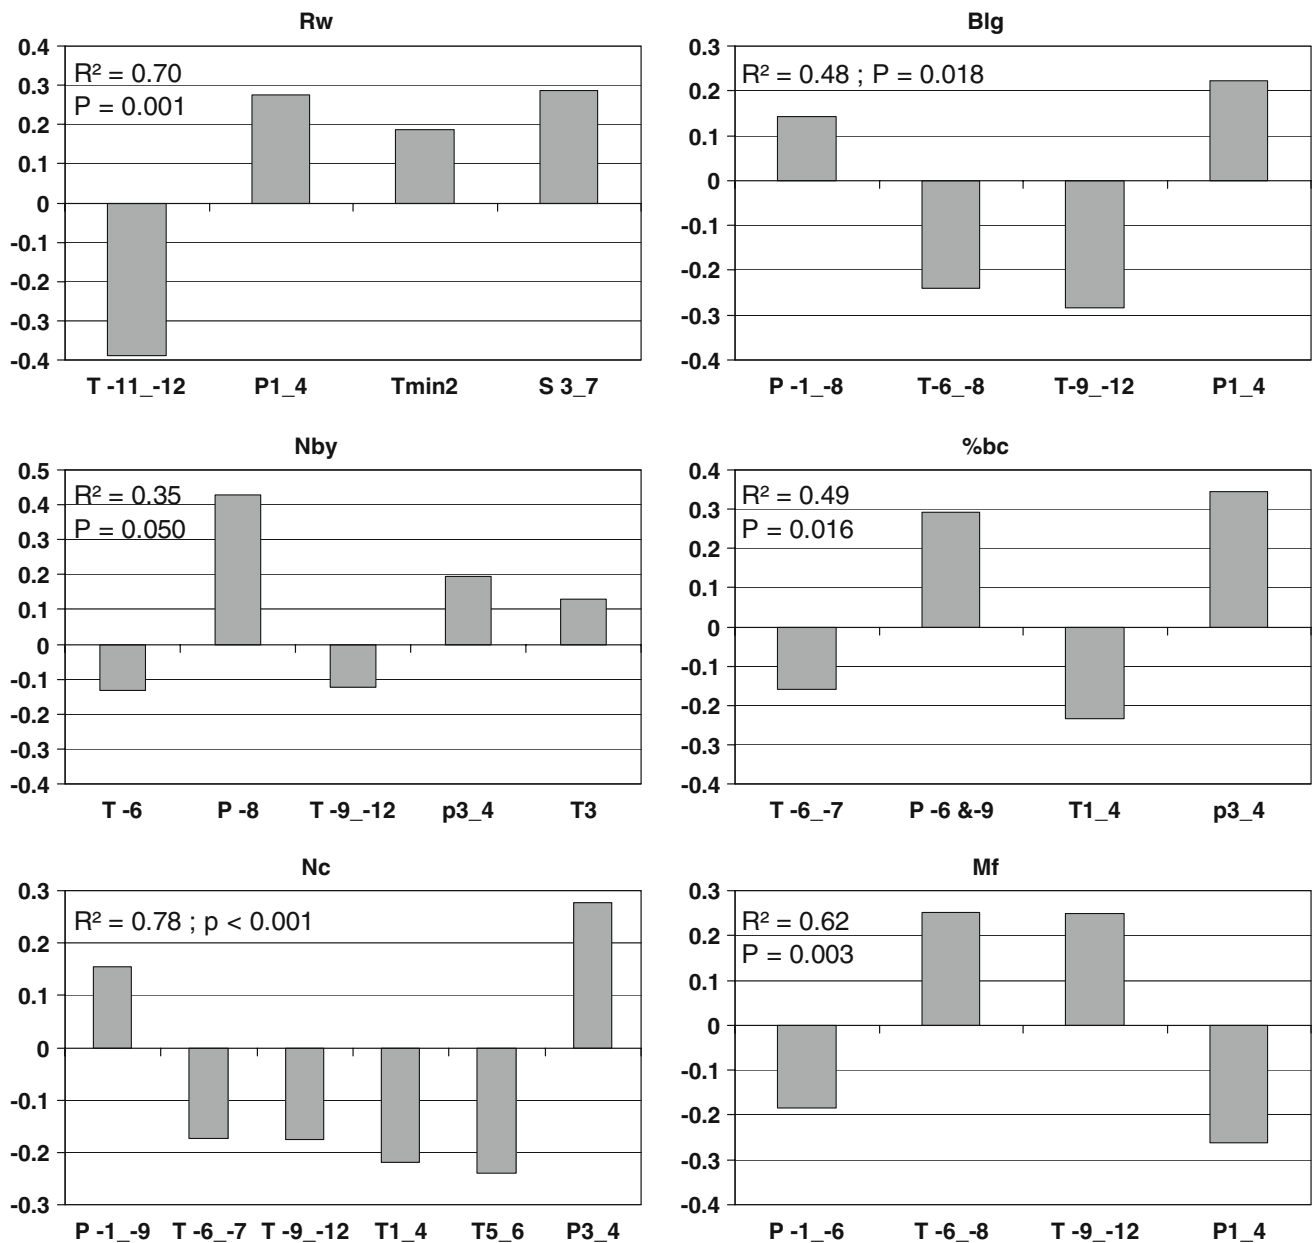 Rw
0.4
0.3
0.2
0.1
0
-0.1
-0.2
-0.3
-0.4
R² = 0.70
P = 0.001
T -11_-12 P1_4 Tmin2 S 3_7
Blg
0.3
0.2
0.1
0
-0.1
-0.2
-0.3
-0.4
R² = 0.48 ; P = 0.018
P -1_-8 T-6_-8 T-9_-12 P1_4
Nby
0.5
0.4
0.3
0.2
0.1
0
-0.1
-0.2
-0.3
-0.4
R² = 0.35
P = 0.050
T -6 P -8 T -9_-12 p3_4 T3
%bc
0.4
0.3
0.2
0.1
0
-0.1
-0.2
-0.3
-0.4
R² = 0.49
P = 0.016
T -6_-7 P -6 &-9 T1_4 p3_4
Nc
0.3
0.2
0.1
0
-0.1
-0.2
-0.3
R² = 0.78 ; p < 0.001
P -1_-9 T -6_-7 T -9_-12 T1_4 T5_6 P3_4
Mf
0.3
0.2
0.1
0
-0.1
-0.2
-0.3
-0.4
R² = 0.62
P = 0.003
P -1_-6 T -6_-8 T -9_-12 P1_4